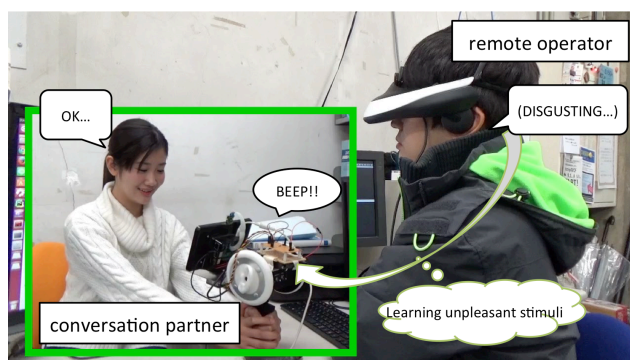 remote operator
OK...
(DISGUSTING...)
BEEP!!
Learning unpleasant stimuli
conversation partner